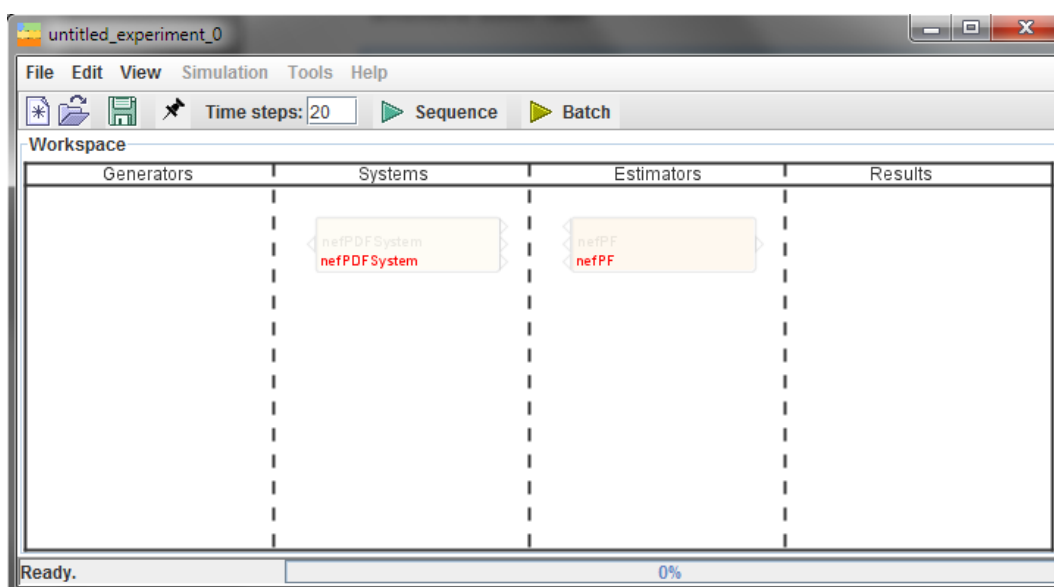 untitled_experiment_0
File Edit View Simulation Tools Help
Time steps: 20 Sequence Batch
Workspace
Generators Systems Estimators Results
nefPDFSystem nefPF
nefPDFSystem nefPF
Ready. 0%